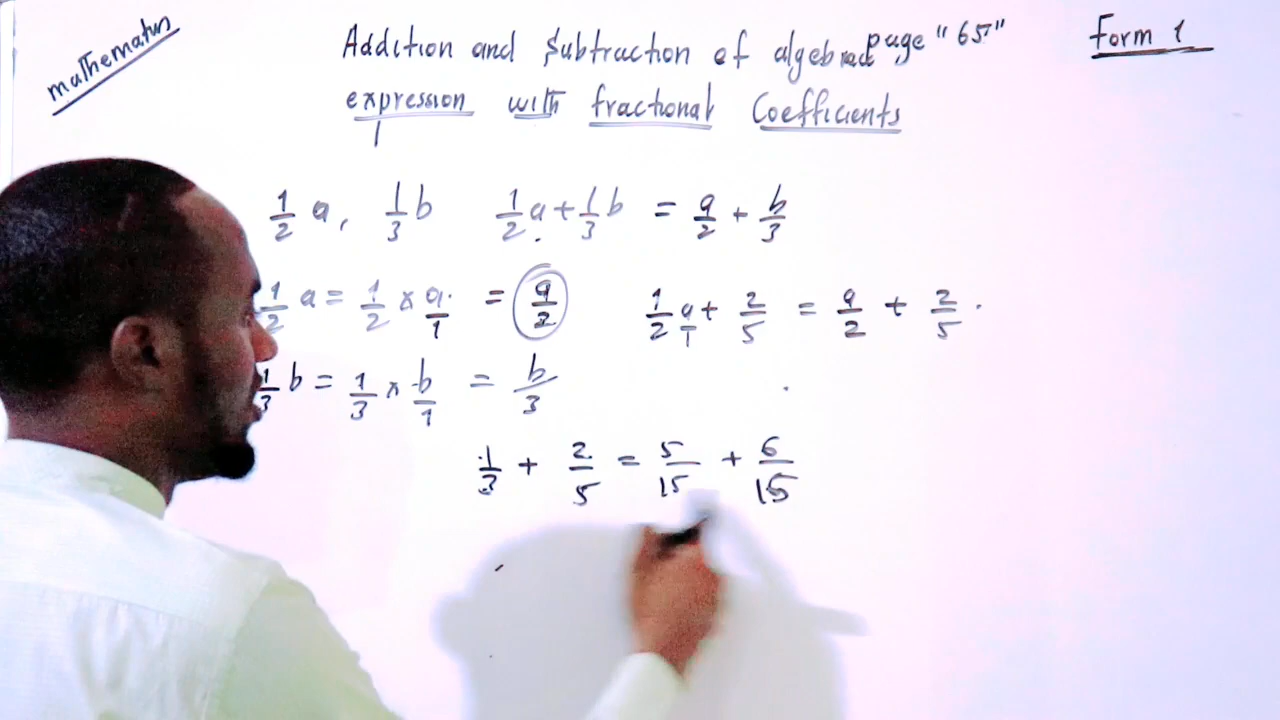 mathematics
Addition and Subtraction of algebraic page "65"
Form 1
expression with fractional Coefficients
1/2 a, 1/3 b 1/2 a + 1/3 b = a/2 + b/3
1/2 a = 1/2 × a/1 = a/2
1/2 a/1 + 2/5 = a/2 + 2/5.
1/3 b = 1/3 × b/1 = b/3
1/3 + 2/5 = 5/15 + 6/15